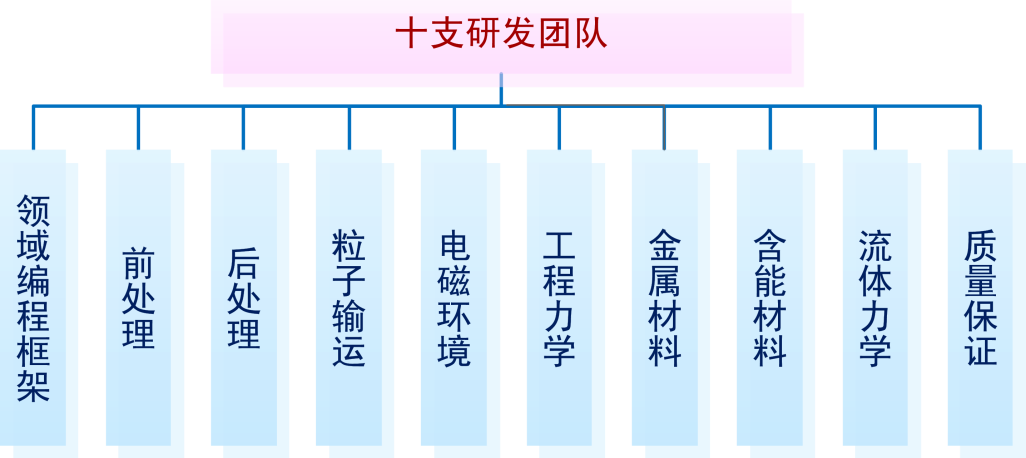 十支研发团队
领域编程框架
前处理
后处理
粒子输运
电磁环境
工程力学
金属材料
含能材料
流体力学
质量保证